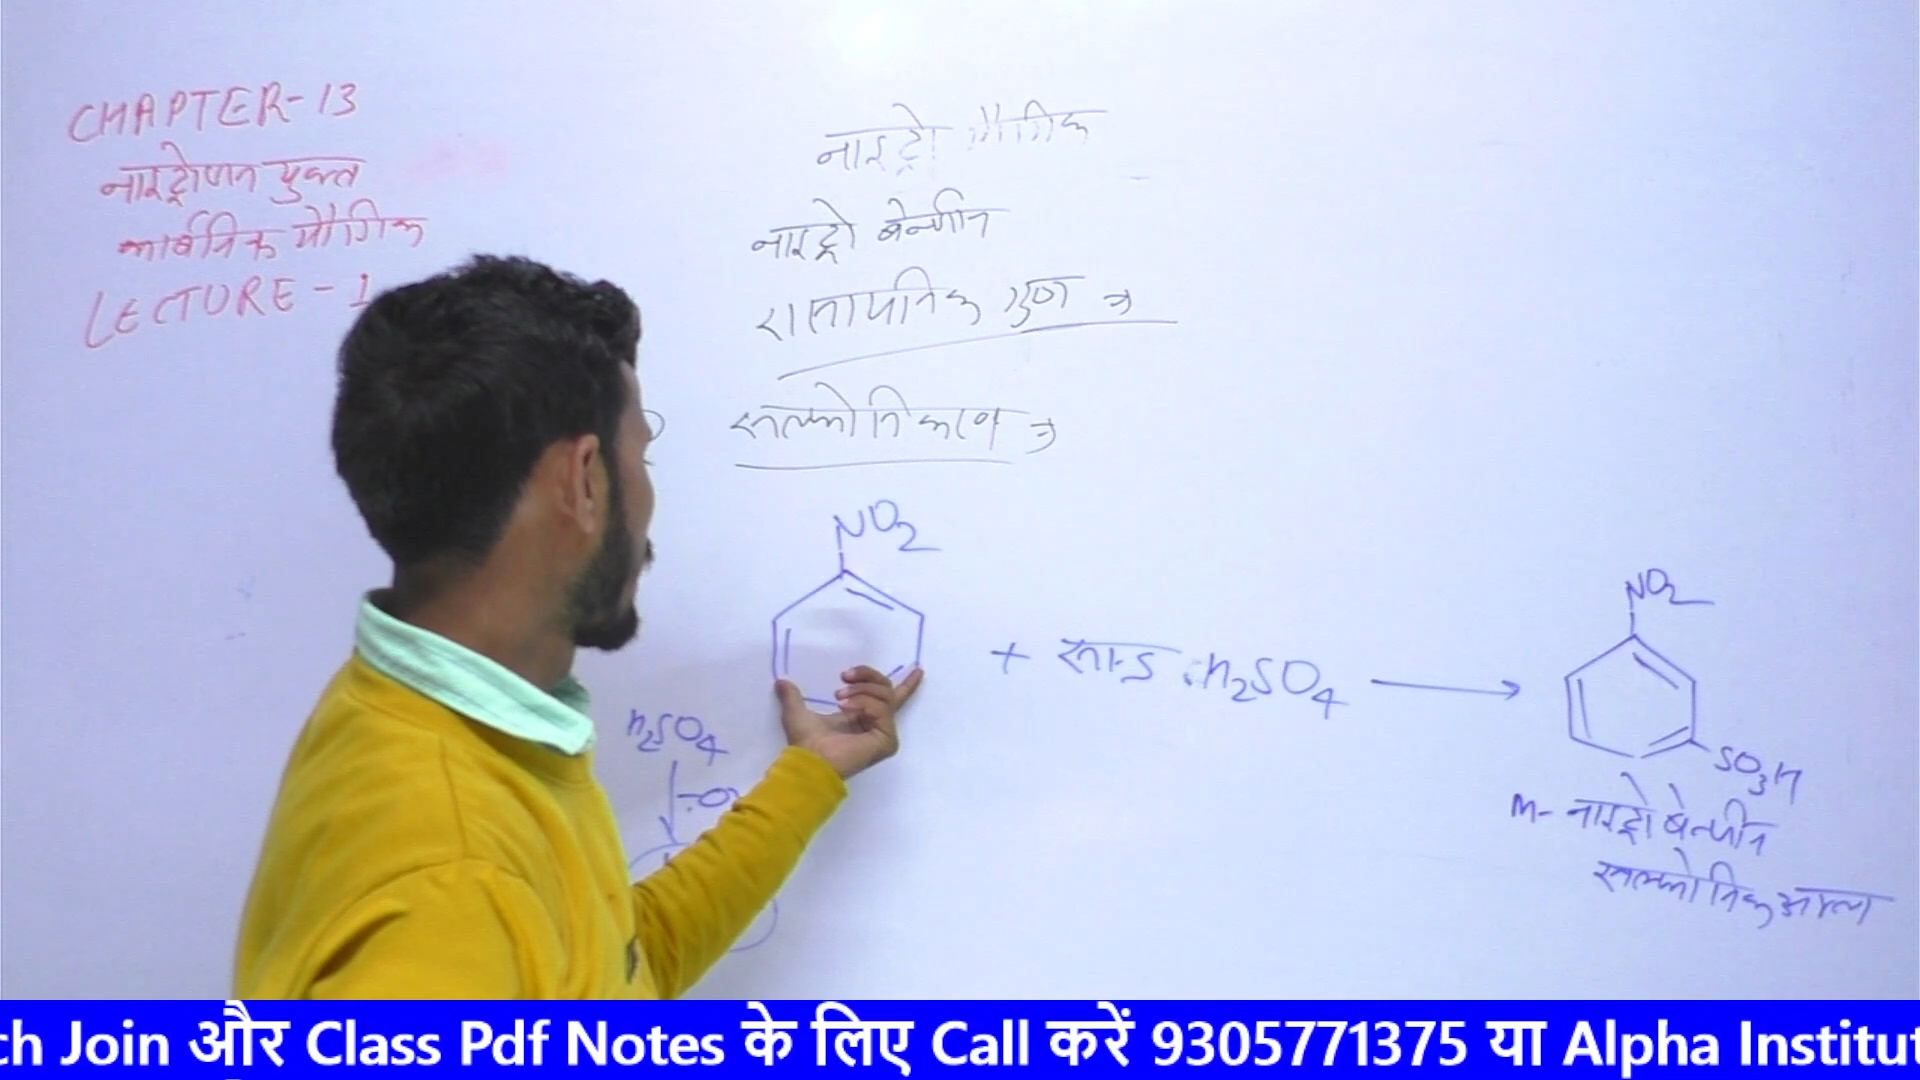 CHAPTER-13
नाइट्रोजन युक्त
कार्बनिक यौगिक
LECTURE-1
नाइट्रो यौगिक
नाइट्रो बेन्जीन
रासायनिक गुण →
सल्फोनिकरण →
NO2
+ सान्द्र. H2SO4 →
NO2
SO3H
m- नाइट्रो बेन्जीन
सल्फोनिक अम्ल
H2SO4
ch Join और Class Pdf Notes के लिए Call करें 9305771375 या Alpha Institut